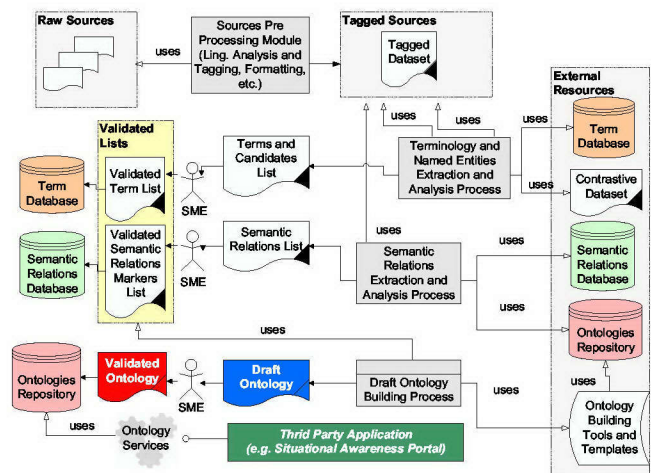 Raw Sources
Sources Pre
Processing Module
(Ling. Analysis and
Tagging, Formatting,
etc.)
uses
uses
Tagged Sources
Tagged
Dataset
External
Resources
uses
uses
uses
uses
Term
Database
Contrastive
Dataset
Semantic
Relations
Database
Ontologies
Repository
uses
Ontology
Building
Tools and
Templates
Validated
Lists
Validated
Term List
Term
Database
SME
Terms and
Candidates
List
Terminology and
Named Entities
Extraction and
Analysis Process
uses
Validated
Semantic
Relations
Markers
List
Semantic
Relations
Database
SME
Semantic
Relations List
Semantic
Relations
Extraction and
Analysis Process
uses
uses
uses
Ontologies
Repository
Validated
Ontology
SME
Draft
Ontology
Draft Ontology
Building Process
uses
uses
Ontology
Services
Thrid Party Application
(e.g. Situational Awareness Portal)